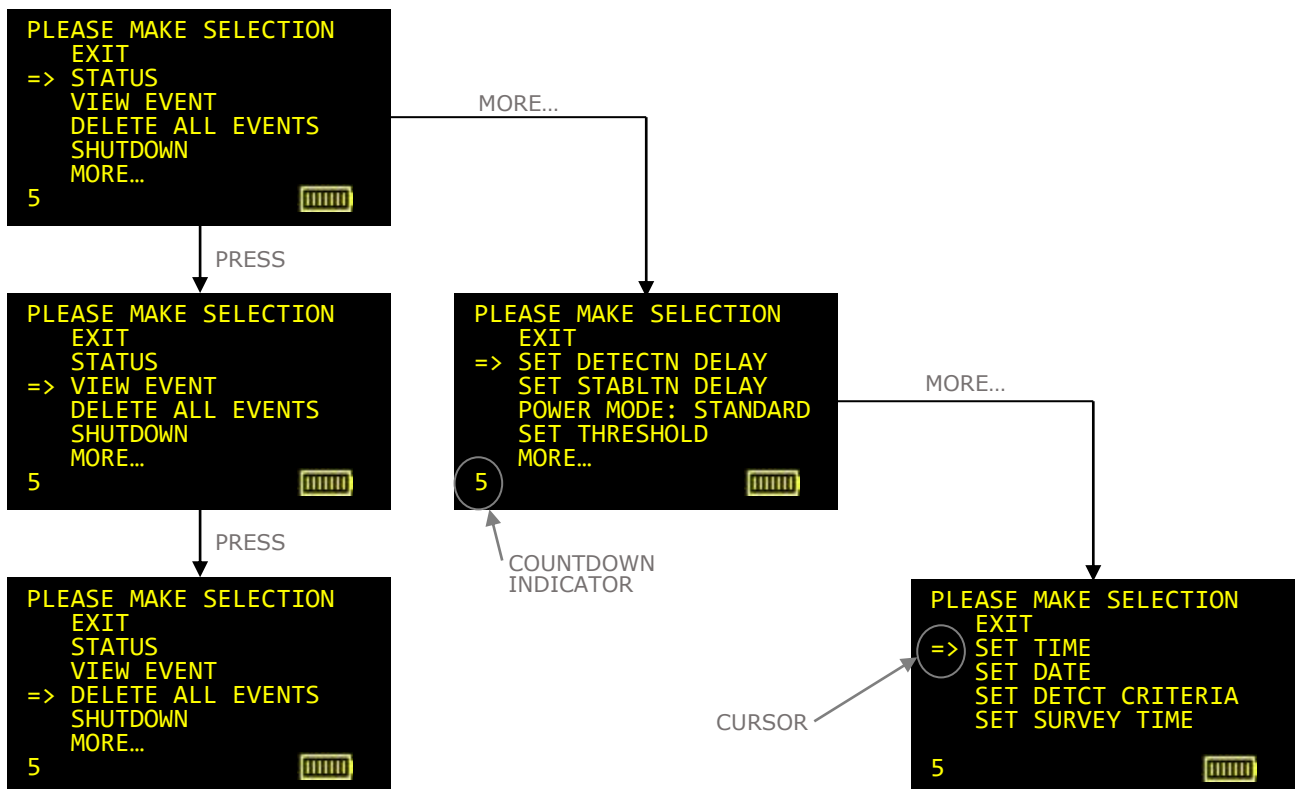 PLEASE MAKE SELECTION
EXIT
=> STATUS
VIEW EVENT
DELETE ALL EVENTS
SHUTDOWN
MORE…
5
MORE…
PRESS
PLEASE MAKE SELECTION
EXIT
STATUS
=> VIEW EVENT
DELETE ALL EVENTS
SHUTDOWN
MORE…
5
PLEASE MAKE SELECTION
EXIT
=> SET DETECTN DELAY
SET STABLTN DELAY
POWER MODE: STANDARD
SET THRESHOLD
MORE…
5
MORE…
PRESS
COUNTDOWN
INDICATOR
PLEASE MAKE SELECTION
EXIT
STATUS
VIEW EVENT
=> DELETE ALL EVENTS
SHUTDOWN
MORE…
5
CURSOR
PLEASE MAKE SELECTION
EXIT
=> SET TIME
SET DATE
SET DETCT CRITERIA
SET SURVEY TIME
5